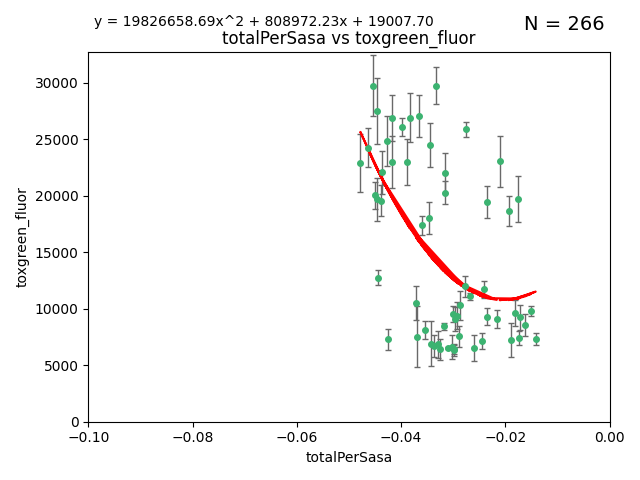 y = 19826658.69x^2 + 808972.23x + 19007.70
N = 266
totalPerSasa vs toxgreen_fluor
30000
25000
20000
15000
10000
5000
0
toxgreen_fluor
−0.10
−0.08
−0.06
−0.04
−0.02
0.00
totalPerSasa